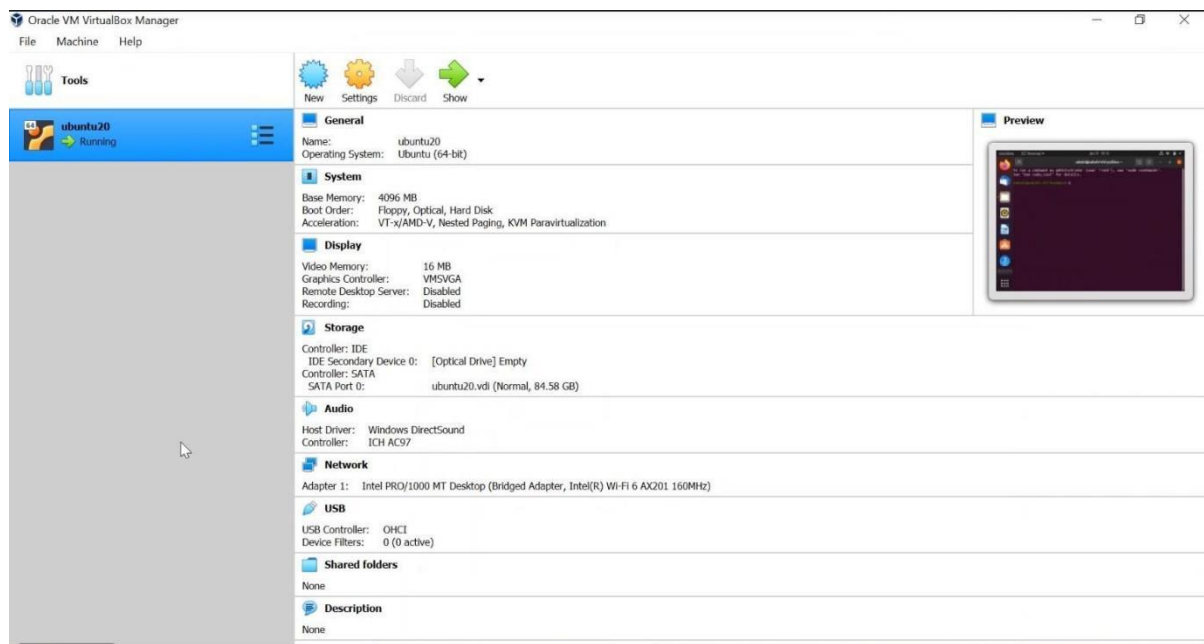 Oracle VM VirtualBox Manager
File Machine Help
Tools
New Settings Discard Show
64
ubuntu20
Running
General
Name: ubuntu20
Operating System: Ubuntu (64-bit)
System
Base Memory: 4096 MB
Boot Order: Floppy, Optical, Hard Disk
Acceleration: VT-x/AMD-V, Nested Paging, KVM Paravirtualization
Display
Video Memory: 16 MB
Graphics Controller: VMSVGA
Remote Desktop Server: Disabled
Recording: Disabled
Storage
Controller: IDE
IDE Secondary Device 0: [Optical Drive] Empty
Controller: SATA
SATA Port 0: ubuntu20.vdi (Normal, 84.58 GB)
Audio
Host Driver: Windows DirectSound
Controller: ICH AC97
Network
Adapter 1: Intel PRO/1000 MT Desktop (Bridged Adapter, Intel(R) Wi-Fi 6 AX201 160MHz)
USB
USB Controller: OHCI
Device Filters: 0 (0 active)
Shared folders
None
Description
None
Preview